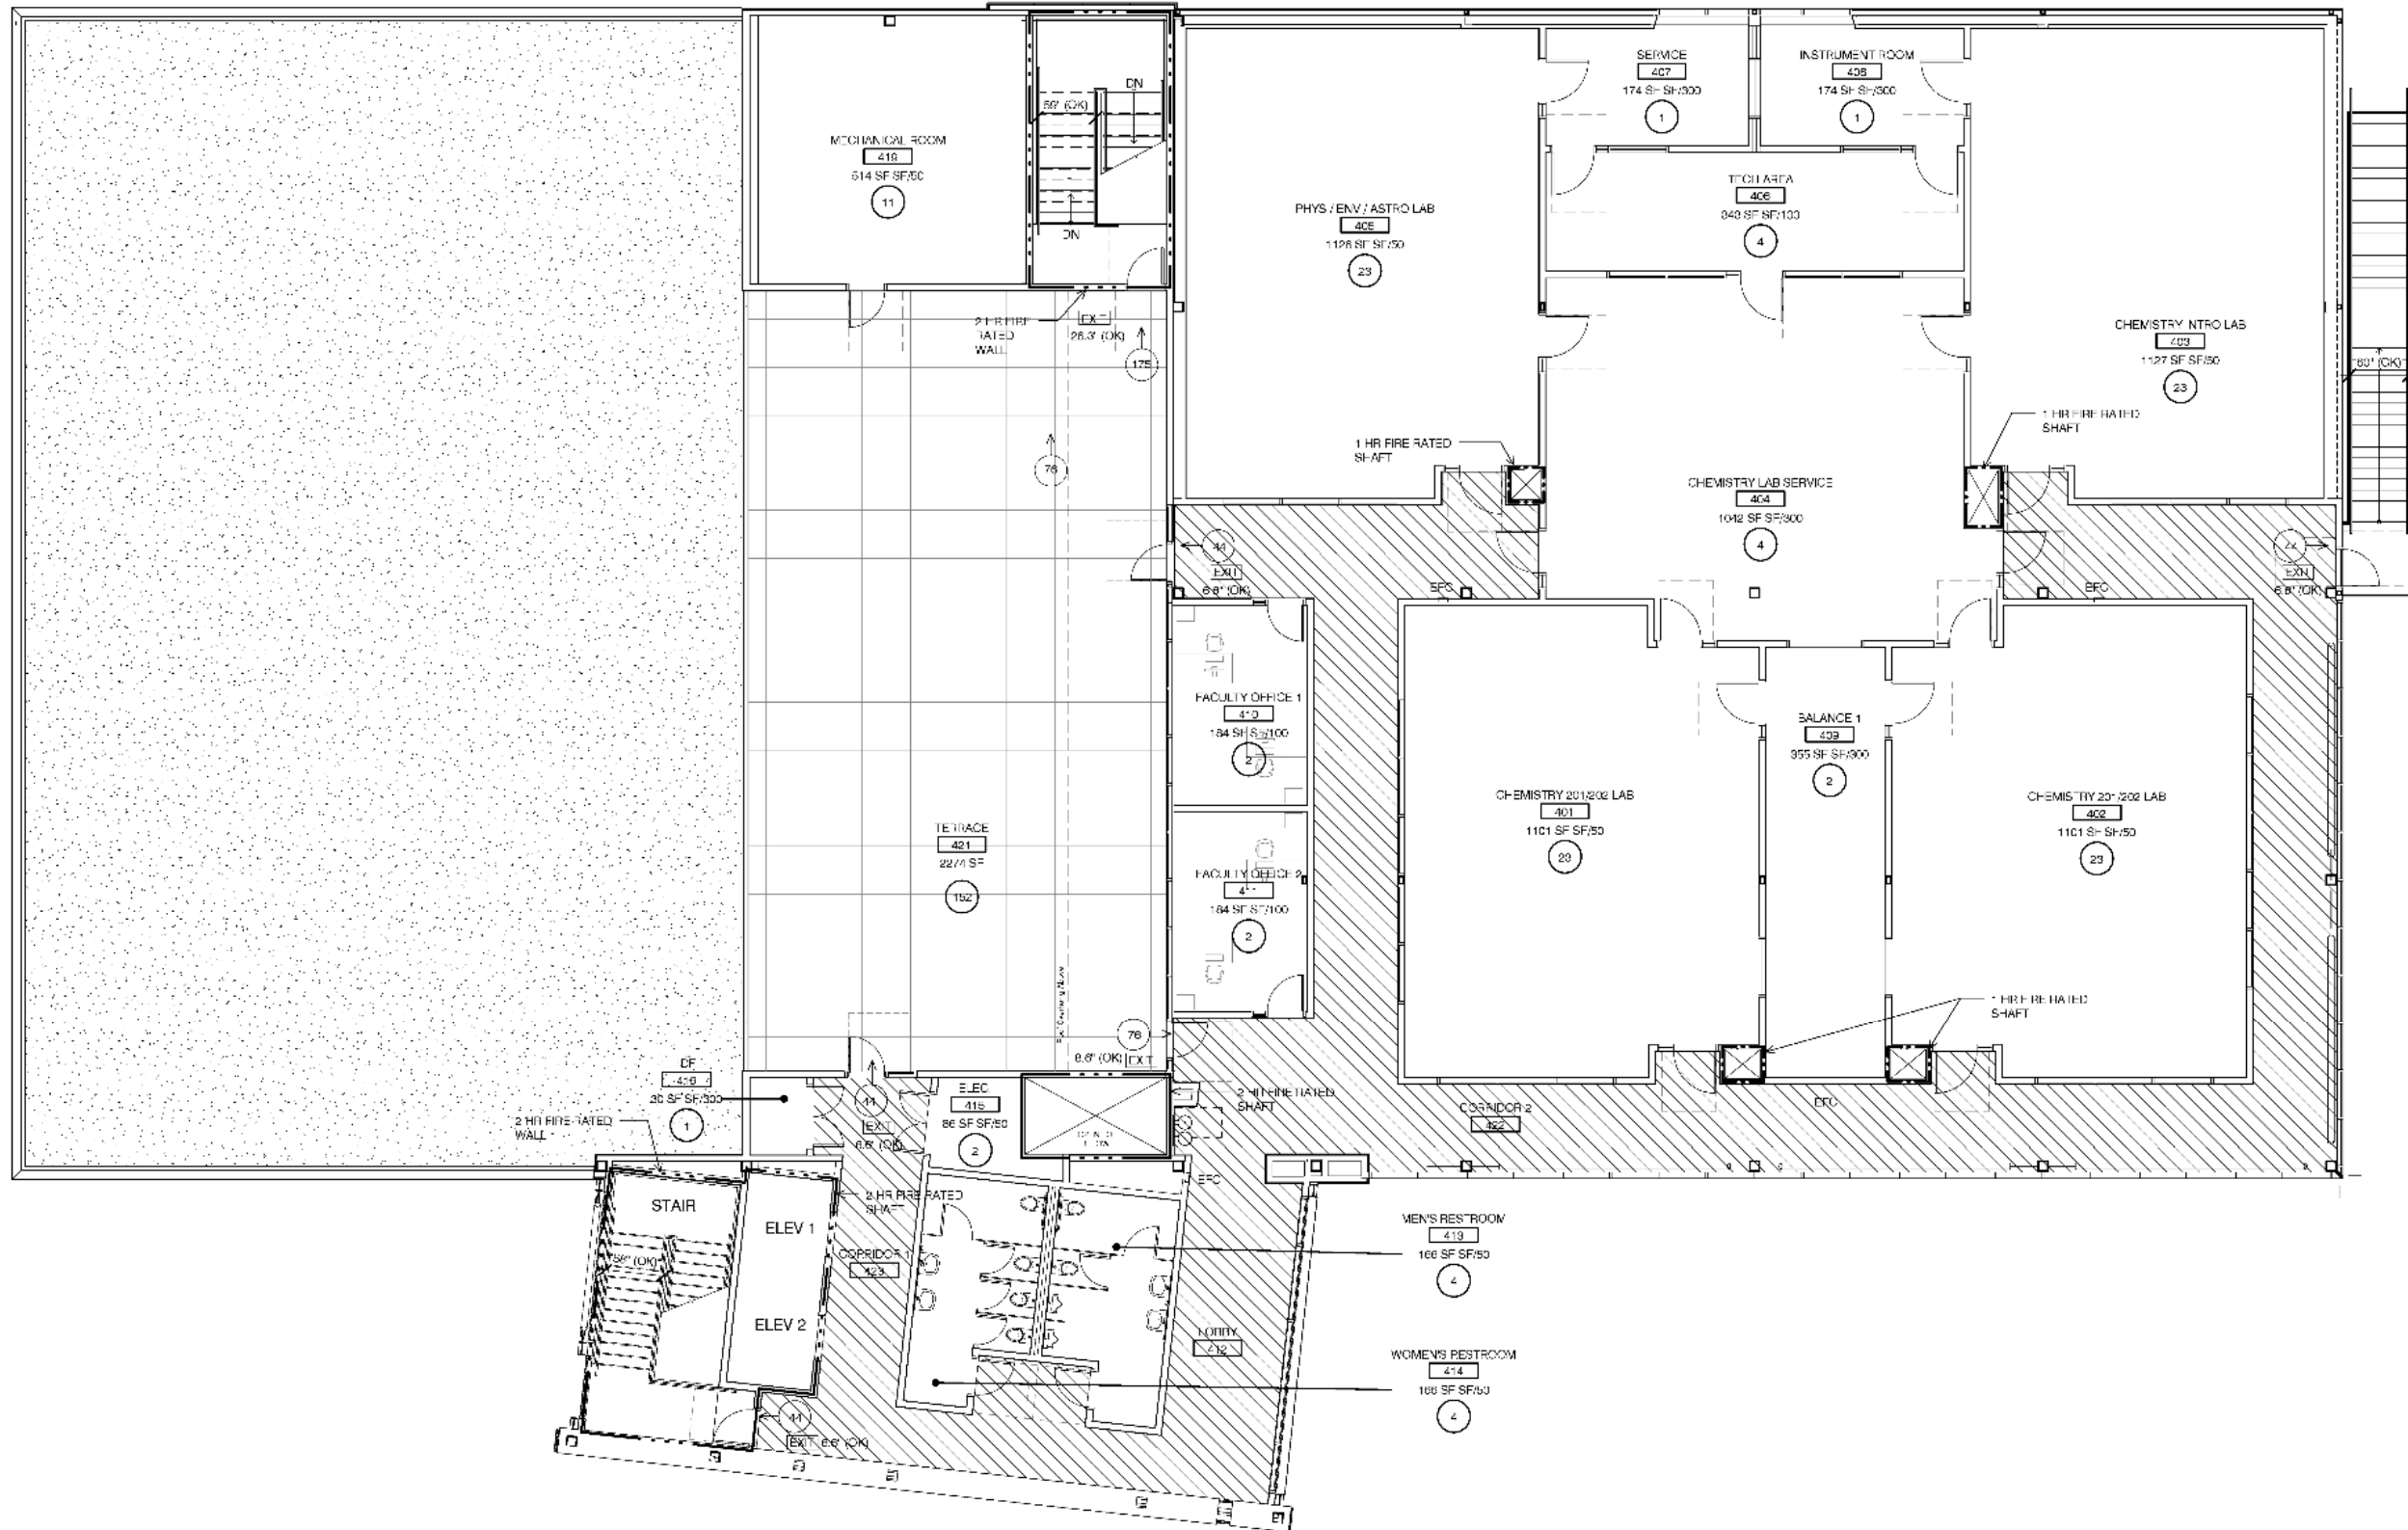 MECHANICAL ROOM
419
514 SF SF/50
11
59" (OK)
DN
DN
2 HR FIRE
RATED
WALL
EXIT
26.3" (OK)
175
76
PHYS / ENV / ASTRO LAB
405
1126 SF SF/50
23
SERVICE
407
174 SF SF/300
1
INSTRUMENT ROOM
174 SF SF/300
1
TECH AREA
406
4
CHEMISTRY INTRO LAB
403
1127 SF SF/50
23
60" (OK)
1 HR FIRE RATED
SHAFT
1 HR FIRE RATED
SHAFT
CHEMISTRY LAB SERVICE
404
1042 SF SF/300
4
44
EXIT
6.6" (OK)
EFC
EFC
22
EXIT
6.6" (OK)
FACULTY OFFICE 1
410
184 SF SF/100
2
FACULTY OFFICE 2
411
184 SF SF/100
2
CHEMISTRY 201/202 LAB
401
1101 SF SF/50
23
BALANCE 1
409
355 SF SF/300
2
CHEMISTRY 201/202 LAB
402
1101 SF SF/50
23
TERRACE
421
2274 SF
152
76
EXIT
1 HR FIRE RATED
SHAFT
416
30 SF SF/300
1
2 HR FIRE RATED
WALL
44
EXIT
6.6" (OK)
ELEC
415
86 SF SF/50
2
2 HR FIRE RATED
SHAFT
CORRIDOR 2
422
EFC
EFC
STAIR
ELEV 1
ELEV 2
2 HR FIRE RATED
SHAFT
CORRIDOR 1
423
LOBBY
412
MEN'S RESTROOM
413
166 SF SF/50
4
WOMEN'S RESTROOM
414
166 SF SF/50
4
44
EXIT 6.6" (OK)